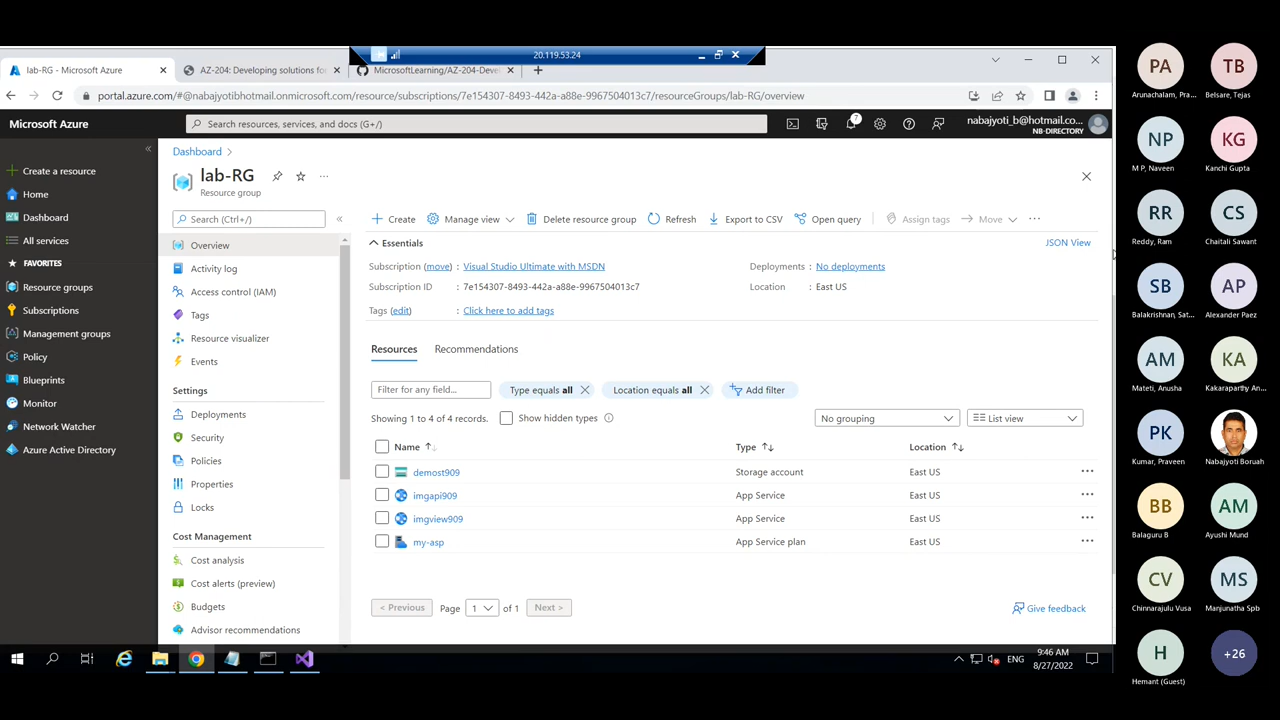 20.119.53.24
lab-RG - Microsoft Azure
AZ-204: Developing solutions for
MicrosoftLearning/AZ-204-Deve
portal.azure.com/#@nabajyotibhotmail.onmicrosoft.com/resource/subscriptions/7e154307-8493-442a-a88e-9967504013c7/resourceGroups/lab-RG/overview
Microsoft Azure
Search resources, services, and docs (G+/)
7
nabajyoti_b@hotmail.co...
NB-DIRECTORY
Create a resource
Home
Dashboard
All services
FAVORITES
Resource groups
Subscriptions
Management groups
Policy
Blueprints
Monitor
Network Watcher
Azure Active Directory
Dashboard
lab-RG
Resource group
Search (Ctrl+/)
Overview
Activity log
Access control (IAM)
Tags
Resource visualizer
Events
Settings
Deployments
Security
Policies
Properties
Locks
Cost Management
Cost analysis
Cost alerts (preview)
Budgets
Advisor recommendations
Create
Manage view
Delete resource group
Refresh
Export to CSV
Open query
Assign tags
Move
Essentials
JSON View
Subscription (move) : Visual Studio Ultimate with MSDN
Deployments : No deployments
Subscription ID : 7e154307-8493-442a-a88e-9967504013c7
Location : East US
Tags (edit) : Click here to add tags
Resources Recommendations
Filter for any field...
Type equals all
Location equals all
Add filter
Showing 1 to 4 of 4 records.
Show hidden types
No grouping
List view
Name Type Location
demost909 Storage account East US
imgapi909 App Service East US
imgview909 App Service East US
my-asp App Service plan East US
< Previous Page 1 of 1 Next >
Give feedback
ENG
9:46 AM
8/27/2022
PA
Arunachalam, Pra...
TB
Belsare, Tejas
NP
M P, Naveen
KG
Kanchi Gupta
RR
Reddy, Ram
CS
Chaitali Sawant
SB
Balakrishnan, Sat...
AP
Alexander Paez
AM
Mateti, Anusha
KA
Kakaraparthy An...
PK
Kumar, Praveen
Nabajyoti Boruah
BB
Balaguru B
AM
Ayushi Mund
CV
Chinnarajulu Vusa
MS
Manjunatha Spb
H
Hemant (Guest)
+26